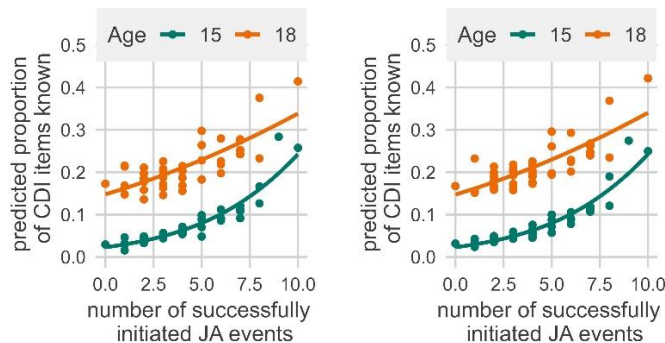 Age 15 18
0.5
0.4
0.3
0.2
0.1
0.0
predicted proportion
of CDI items known
0.0 2.5 5.0 7.5 10.0
number of successfully
initiated JA events
Age 15 18
0.5
0.4
0.3
0.2
0.1
0.0
predicted proportion
of CDI items known
0.0 2.5 5.0 7.5 10.0
number of successfully
initiated JA events